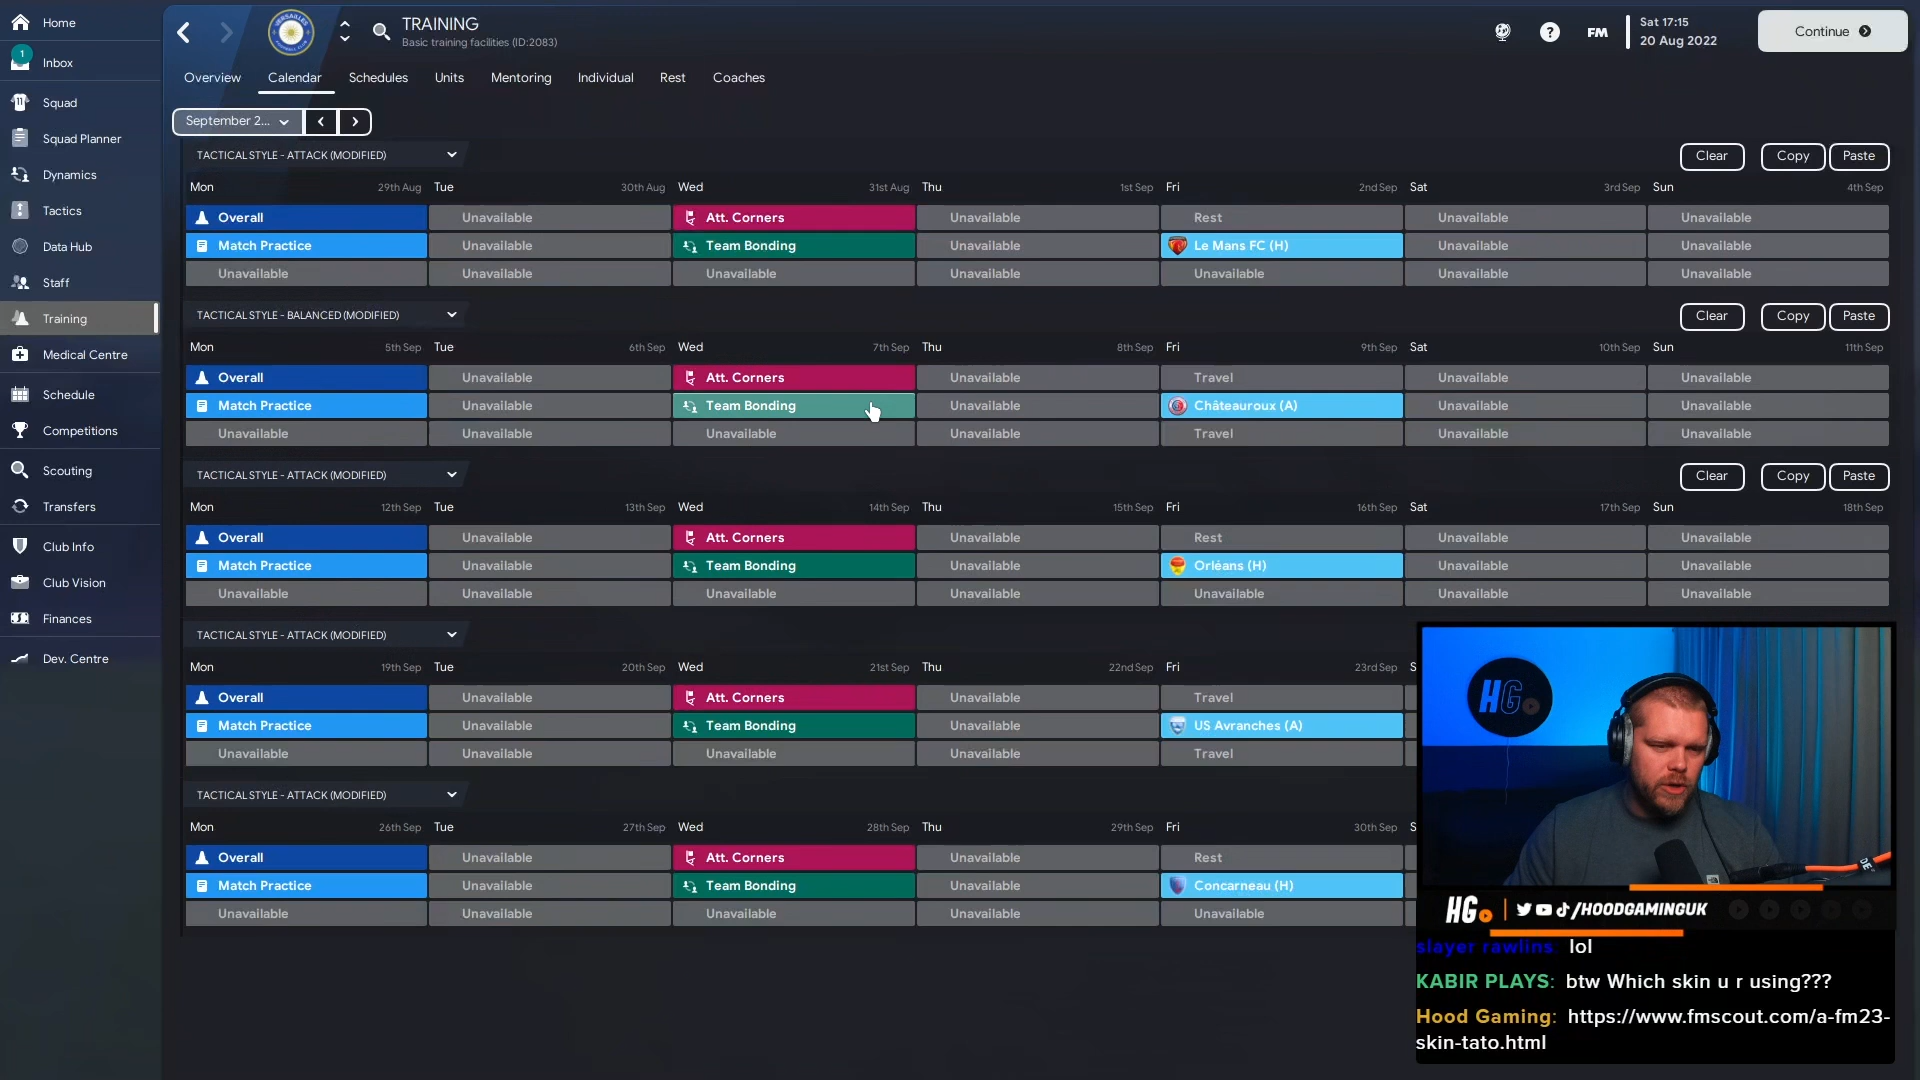 Home
1
Inbox
Squad
Squad Planner
Dynamics
Tactics
Data Hub
Staff
Training
Medical Centre
Schedule
Competitions
Scouting
Transfers
Club Info
Club Vision
Finances
Dev. Centre
VERSAILLES
TRAINING
Basic training facilities (ID:2083)
FM
Sat 17:15
20 Aug 2022
Continue
Overview Calendar Schedules Units Mentoring Individual Rest Coaches
September 2...
TACTICAL STYLE - ATTACK (MODIFIED) Clear Copy Paste
Mon 29th Aug Tue 30th Aug Wed 31st Aug Thu 1st Sep Fri 2nd Sep Sat 3rd Sep Sun 4th Sep
Overall Unavailable Att. Corners Unavailable Rest Unavailable Unavailable
Match Practice Unavailable Team Bonding Unavailable Le Mans FC (H) Unavailable Unavailable
Unavailable Unavailable Unavailable Unavailable Unavailable Unavailable Unavailable
TACTICAL STYLE - BALANCED (MODIFIED) Clear Copy Paste
Mon 5th Sep Tue 6th Sep Wed 7th Sep Thu 8th Sep Fri 9th Sep Sat 10th Sep Sun 11th Sep
Overall Unavailable Att. Corners Unavailable Travel Unavailable Unavailable
Match Practice Unavailable Team Bonding Unavailable Châteauroux (A) Unavailable Unavailable
Unavailable Unavailable Unavailable Unavailable Travel Unavailable Unavailable
TACTICAL STYLE - ATTACK (MODIFIED) Clear Copy Paste
Mon 12th Sep Tue 13th Sep Wed 14th Sep Thu 15th Sep Fri 16th Sep Sat 17th Sep Sun 18th Sep
Overall Unavailable Att. Corners Unavailable Rest Unavailable Unavailable
Match Practice Unavailable Team Bonding Unavailable Orléans (H) Unavailable Unavailable
Unavailable Unavailable Unavailable Unavailable Unavailable Unavailable Unavailable
TACTICAL STYLE - ATTACK (MODIFIED)
Mon 19th Sep Tue 20th Sep Wed 21st Sep Thu 22nd Sep Fri 23rd Sep S
Overall Unavailable Att. Corners Unavailable Travel
Match Practice Unavailable Team Bonding Unavailable US Avranches (A)
Unavailable Unavailable Unavailable Unavailable Travel
TACTICAL STYLE - ATTACK (MODIFIED)
Mon 26th Sep Tue 27th Sep Wed 28th Sep Thu 29th Sep Fri 30th Sep S
Overall Unavailable Att. Corners Unavailable Rest
Match Practice Unavailable Team Bonding Unavailable Concarneau (H)
Unavailable Unavailable Unavailable Unavailable Unavailable
HG
HG /HOODGAMINGUK
slayer rawlins: lol
KABIR PLAYS: btw Which skin u r using???
Hood Gaming: https://www.fmscout.com/a-fm23-
skin-tato.html